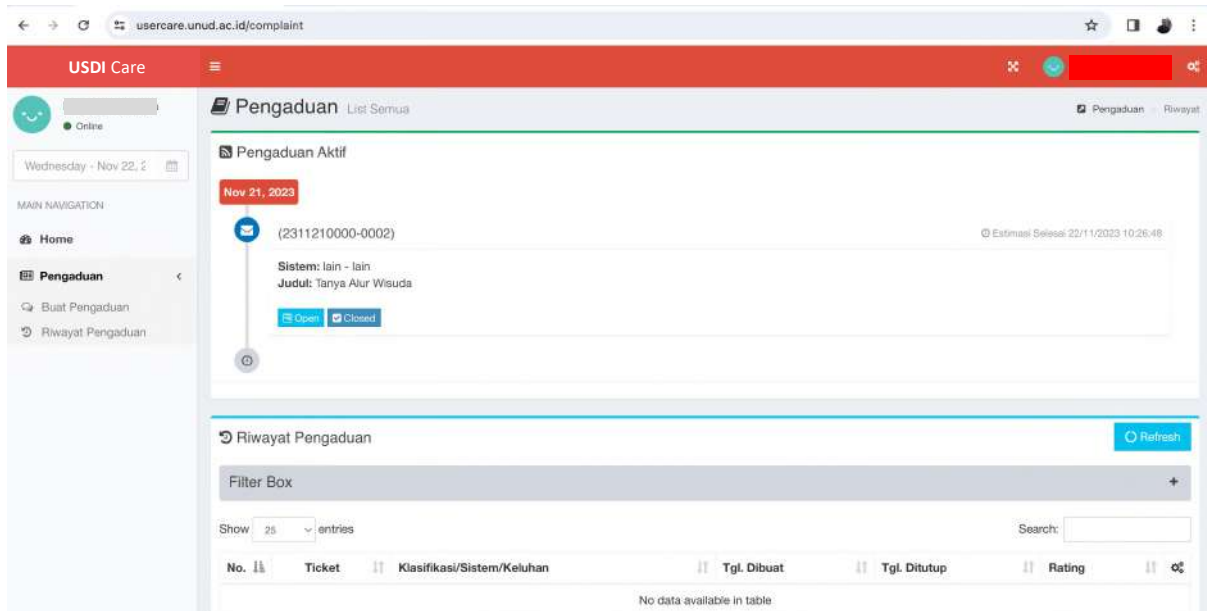 usercare.unud.ac.id/complaint
USDI Care
Online
Pengaduan List Semua
Pengaduan Riwayat
Wednesday - Nov 22, 2
MAIN NAVIGATION
Home
Pengaduan
Buat Pengaduan
Riwayat Pengaduan
Pengaduan Aktif
Nov 21, 2023
(2311210000-0002)
Estimasi Selesai 22/11/2023 10:26:48
Sistem: lain - lain
Judul: Tanya Alur Wisuda
Open Closed
Riwayat Pengaduan
Refresh
Filter Box
Show 25 entries
Search:
No. Ticket Klasifikasi/Sistem/Keluhan Tgl. Dibuat Tgl. Ditutup Rating
No data available in table